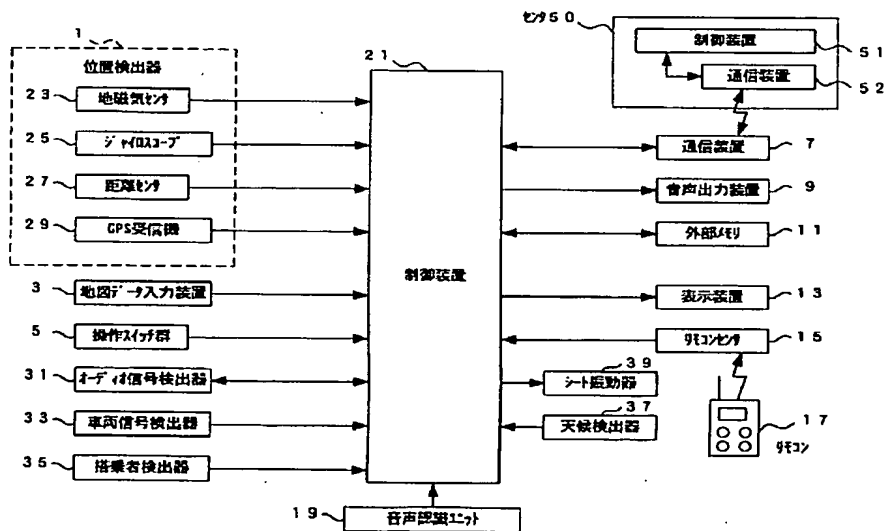 1
位置検出器
23
地磁気センサ
25
ジャイロスコープ
27
距離センサ
29
GPS受信機
3
地図データ入力装置
5
操作スイッチ群
31
オーディオ信号検出器
33
車両信号検出器
35
搭乗者検出器
21
制御装置
19
音声認識ユニット
センタ50
制御装置
51
通信装置
52
通信装置
7
音声出力装置
9
外部メモリ
11
表示装置
13
リモコンセンサ
15
39
シート振動器
37
天候検出器
17
リモコン